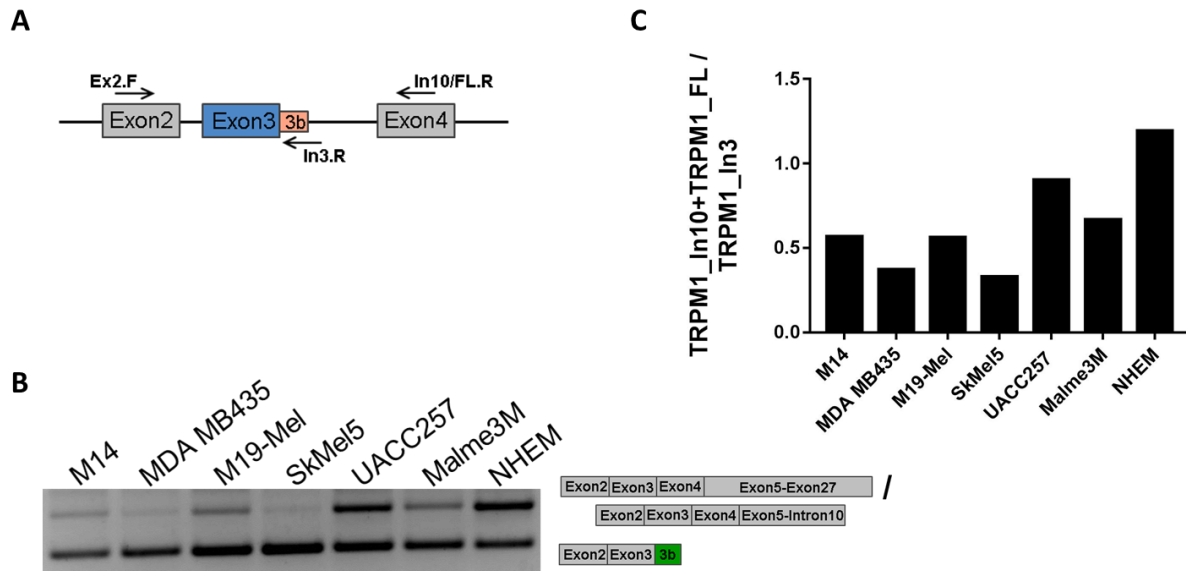 A
Ex2.F
In10/FL.R
Exon2
Exon3
3b
Exon4
In3.R
B
M14
MDA MB435
M19-Mel
SkMel5
UACC257
Malme3M
NHEM
Exon2 Exon3 Exon4 Exon5-Exon27 /
Exon2 Exon3 Exon4 Exon5-Intron10
Exon2 Exon3 3b
C
TRPM1_In10+TRPM1_FL /
TRPM1_In3
1.5
1.0
0.5
0.0
M14
MDA MB435
M19-Mel
SkMel5
UACC257
Malme3M
NHEM